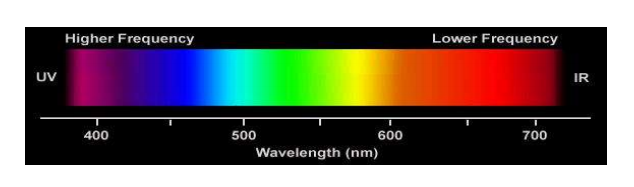 Higher Frequency Lower Frequency
UV IR
400 500 600 700
Wavelength (nm)